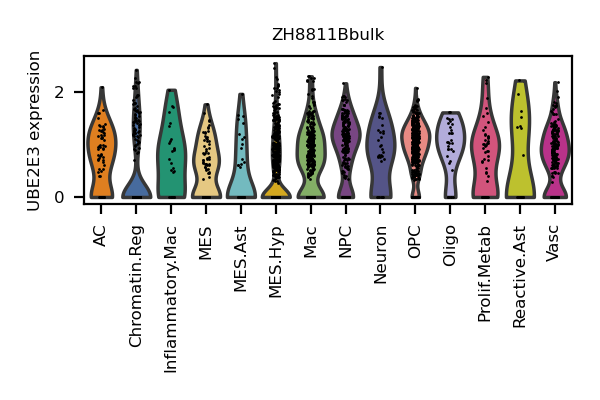 ZH8811Bbulk
UBE2E3 expression
2
0
AC
Chromatin.Reg
Inflammatory.Mac
MES
MES.Ast
MES.Hyp
Mac
NPC
Neuron
OPC
Oligo
Prolif.Metab
Reactive.Ast
Vasc